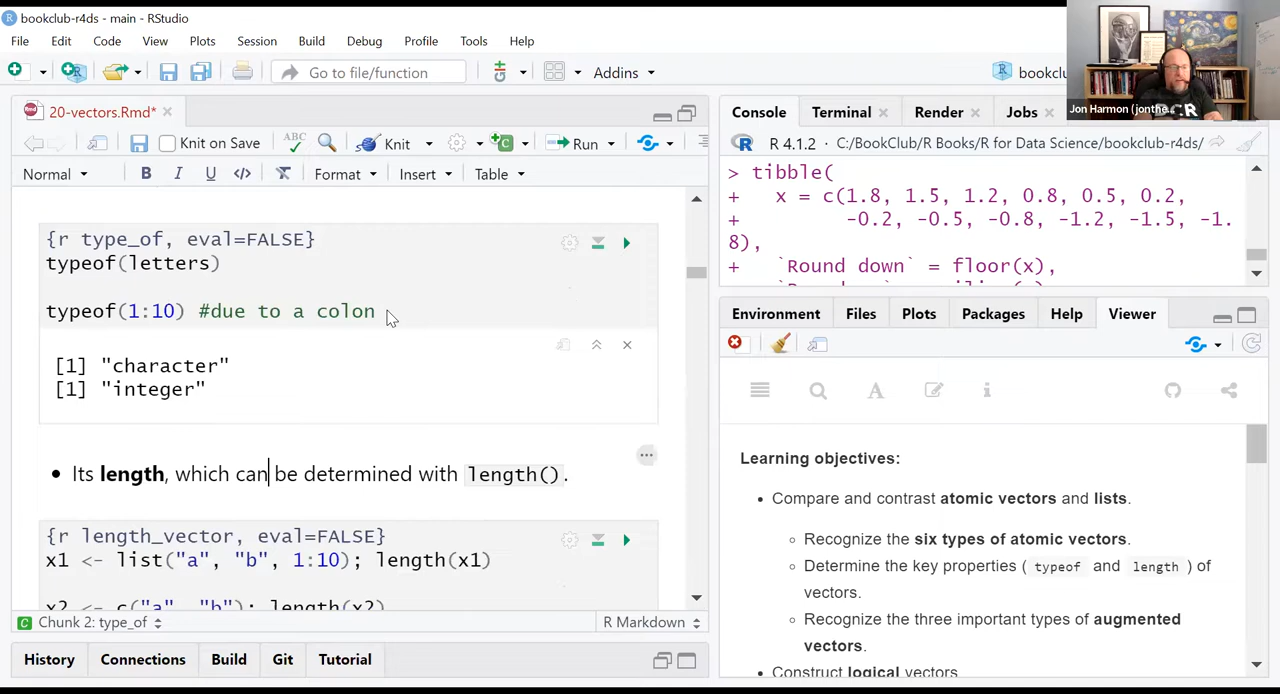 bookclub-r4ds - main - RStudio
File Edit Code View Plots Session Build Debug Profile Tools Help
Go to file/function Addins bookclu
Jon Harmon (jonthe...
20-vectors.Rmd*
Knit on Save ABC Knit Run
Normal B I U </> Format Insert Table
{r type_of, eval=FALSE}
typeof(letters)
typeof(1:10) #due to a colon
[1] "character"
[1] "integer"
• Its length, which can be determined with length().
{r length_vector, eval=FALSE}
x1 <- list("a", "b", 1:10); length(x1)
x2 <- c("a", "b"); length(x2)
Chunk 2: type_of R Markdown
History Connections Build Git Tutorial
Console Terminal Render Jobs
R 4.1.2 · C:/BookClub/R Books/R for Data Science/bookclub-r4ds/
> tibble(
+ x = c(1.8, 1.5, 1.2, 0.8, 0.5, 0.2,
+ -0.2, -0.5, -0.8, -1.2, -1.5, -1.
8),
+ `Round down` = floor(x),
Environment Files Plots Packages Help Viewer
Learning objectives:
• Compare and contrast atomic vectors and lists.
Recognize the six types of atomic vectors.
Determine the key properties ( typeof and length ) of
vectors.
Recognize the three important types of augmented
vectors.
• Construct logical vectors